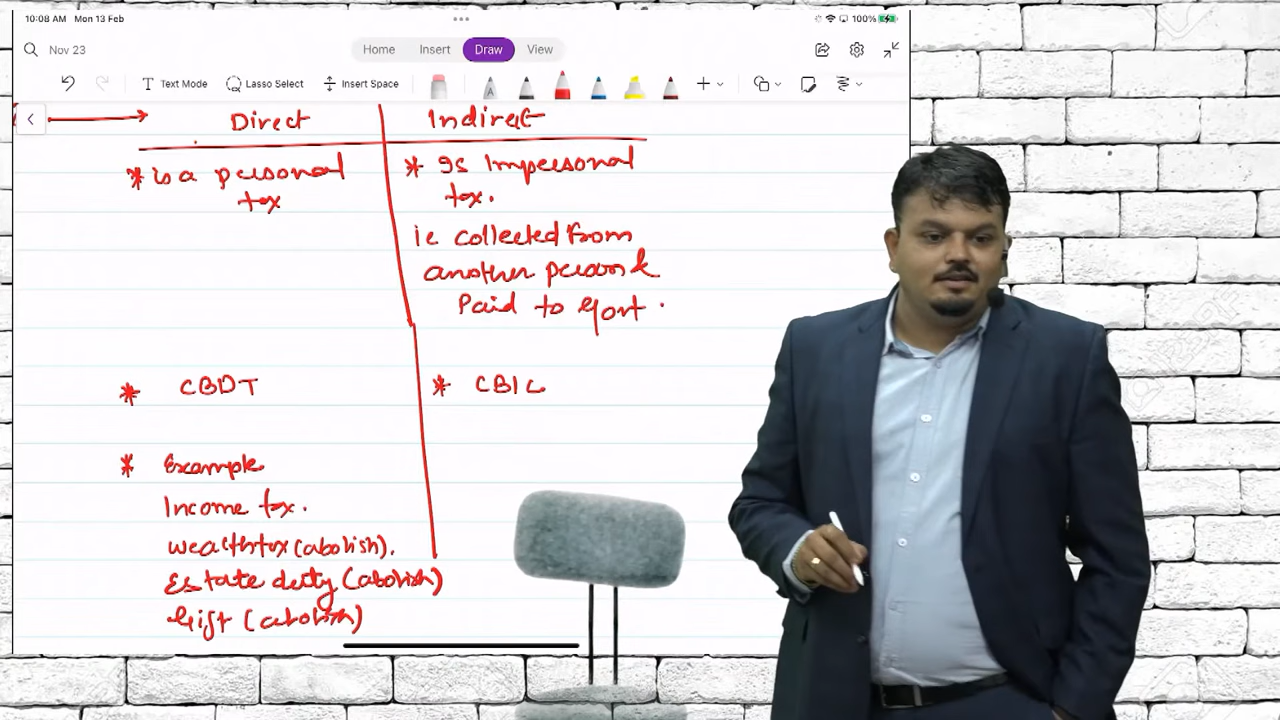 10:08 AM Mon 13 Feb
100%
Nov 23
Home Insert Draw View
Text Mode Lasso Select Insert Space
Direct
* is a personal
tax
* CBDT
* Example
Income tax.
wealth tax (abolish).
Estate duty (abolish)
Gift (abolish)
Indirect
* Is Impersonal
tax.
ie collected from
another person &
Paid to Govt.
* CBIC